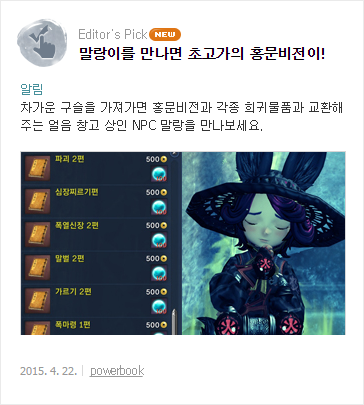 Editor's Pick NEW
말랑이를 만나면 초고가의 홍문비전이!
알림
차가운 구슬을 가져가면 홍문비전과 각종 희귀물품과 교환해
주는 얼음 창고 상인 NPC 말랑을 만나보세요.
파괴 2편 500
심장찌르기편 500
폭열신장 2편 500
말벌 2편 500
가르기 2편 500
폭마령 1편 500
2015. 4. 22. | powerbook